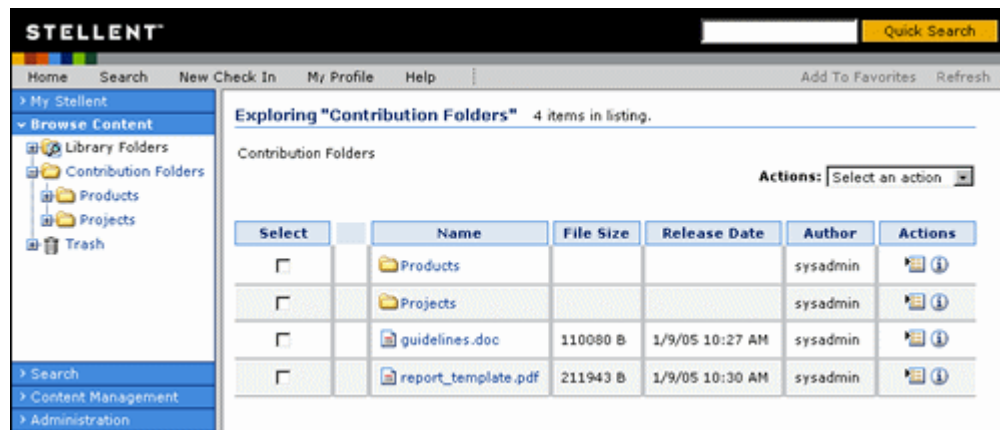 STELLENT
Quick Search
Home Search New Check In My Profile Help Add To Favorites Refresh
My Stellent
Browse Content
Library Folders
Contribution Folders
Products
Projects
Trash
Search
Content Management
Administration
Exploring "Contribution Folders" 4 items in listing.
Contribution Folders
Actions: Select an action
Select Name File Size Release Date Author Actions
Products sysadmin
Projects sysadmin
guidelines.doc 110080 B 1/9/05 10:27 AM sysadmin
report_template.pdf 211943 B 1/9/05 10:30 AM sysadmin